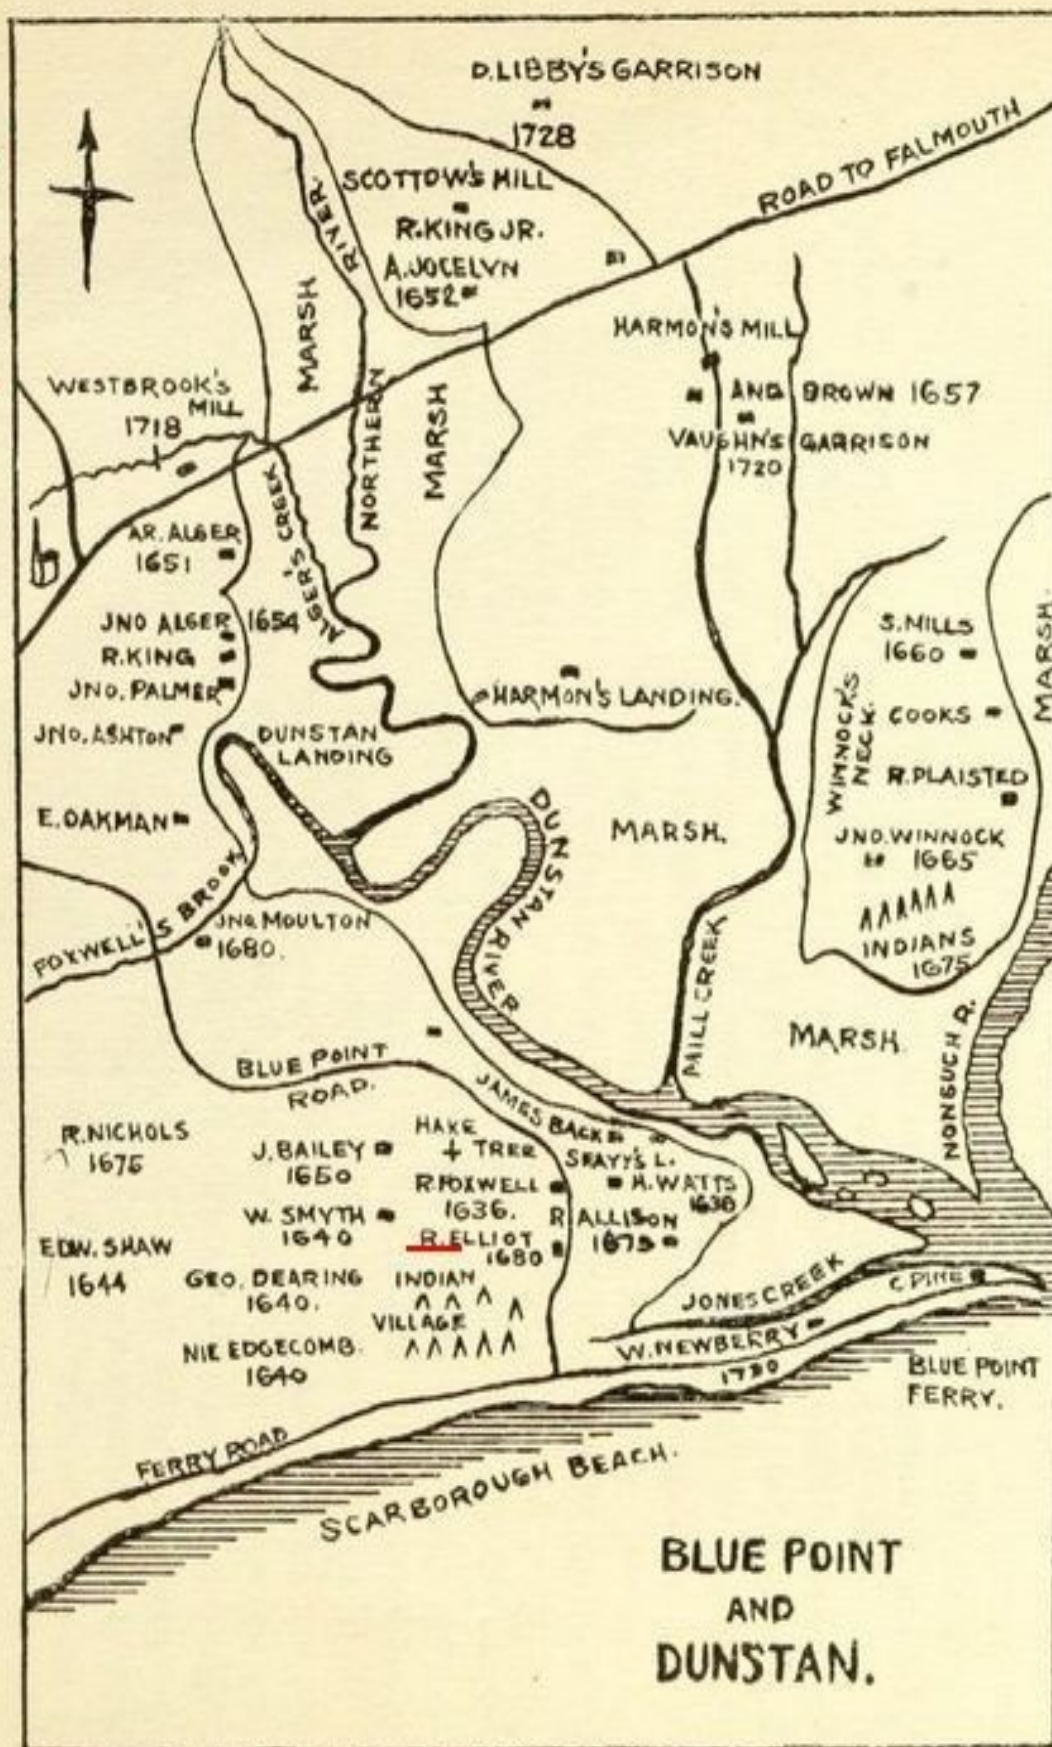 D. LIBBY'S GARRISON
1728
ROAD TO FALMOUTH
SCOTTOW'S MILL
R. KING JR.
A. JOCELYN
1652
RIVER.
MARSH
HARMON'S MILL
WESTBROOK'S
MILL
1718
NORTHERN
MARSH
AND BROWN 1657
VAUGHN'S GARRISON
1720
AR. ALGER
1651
ALGER'S CREEK
JNO ALGER 1654
R. KING
JNO. PALMER
JNO. ASHTON
HARMON'S LANDING.
S. MILLS
1660
MARSH.
WINNOCK'S
NECK.
COOKS
R. PLAISTED
DUNSTAN
LANDING
E. OAKMAN
DUNSTAN RIVER
MARSH.
JNO. WINNOCK
1665
INDIANS
1675
FOXWELL'S BROOK
JNO. MOULTON
1680.
MILL CREEK
MARSH.
NONSUCH R.
BLUE POINT
ROAD.
JAMES BACK
R. NICHOLS
1675
J. BAILEY
1650
HAKE
TREE
R. FOXWELL
1636.
H. WATTS
1636
W. SMYTH
1640
R. ELLIOT
1680
R ALLISON
1675
EDW. SHAW
1644
GEO. DEARING
1640.
INDIAN
VILLAGE
NIE EDGECOMB.
1640
JONES CREEK
C. PINE
W. NEWBERRY
1730
BLUE POINT
FERRY.
FERRY ROAD
SCARBOROUGH BEACH.
BLUE POINT
AND
DUNSTAN.